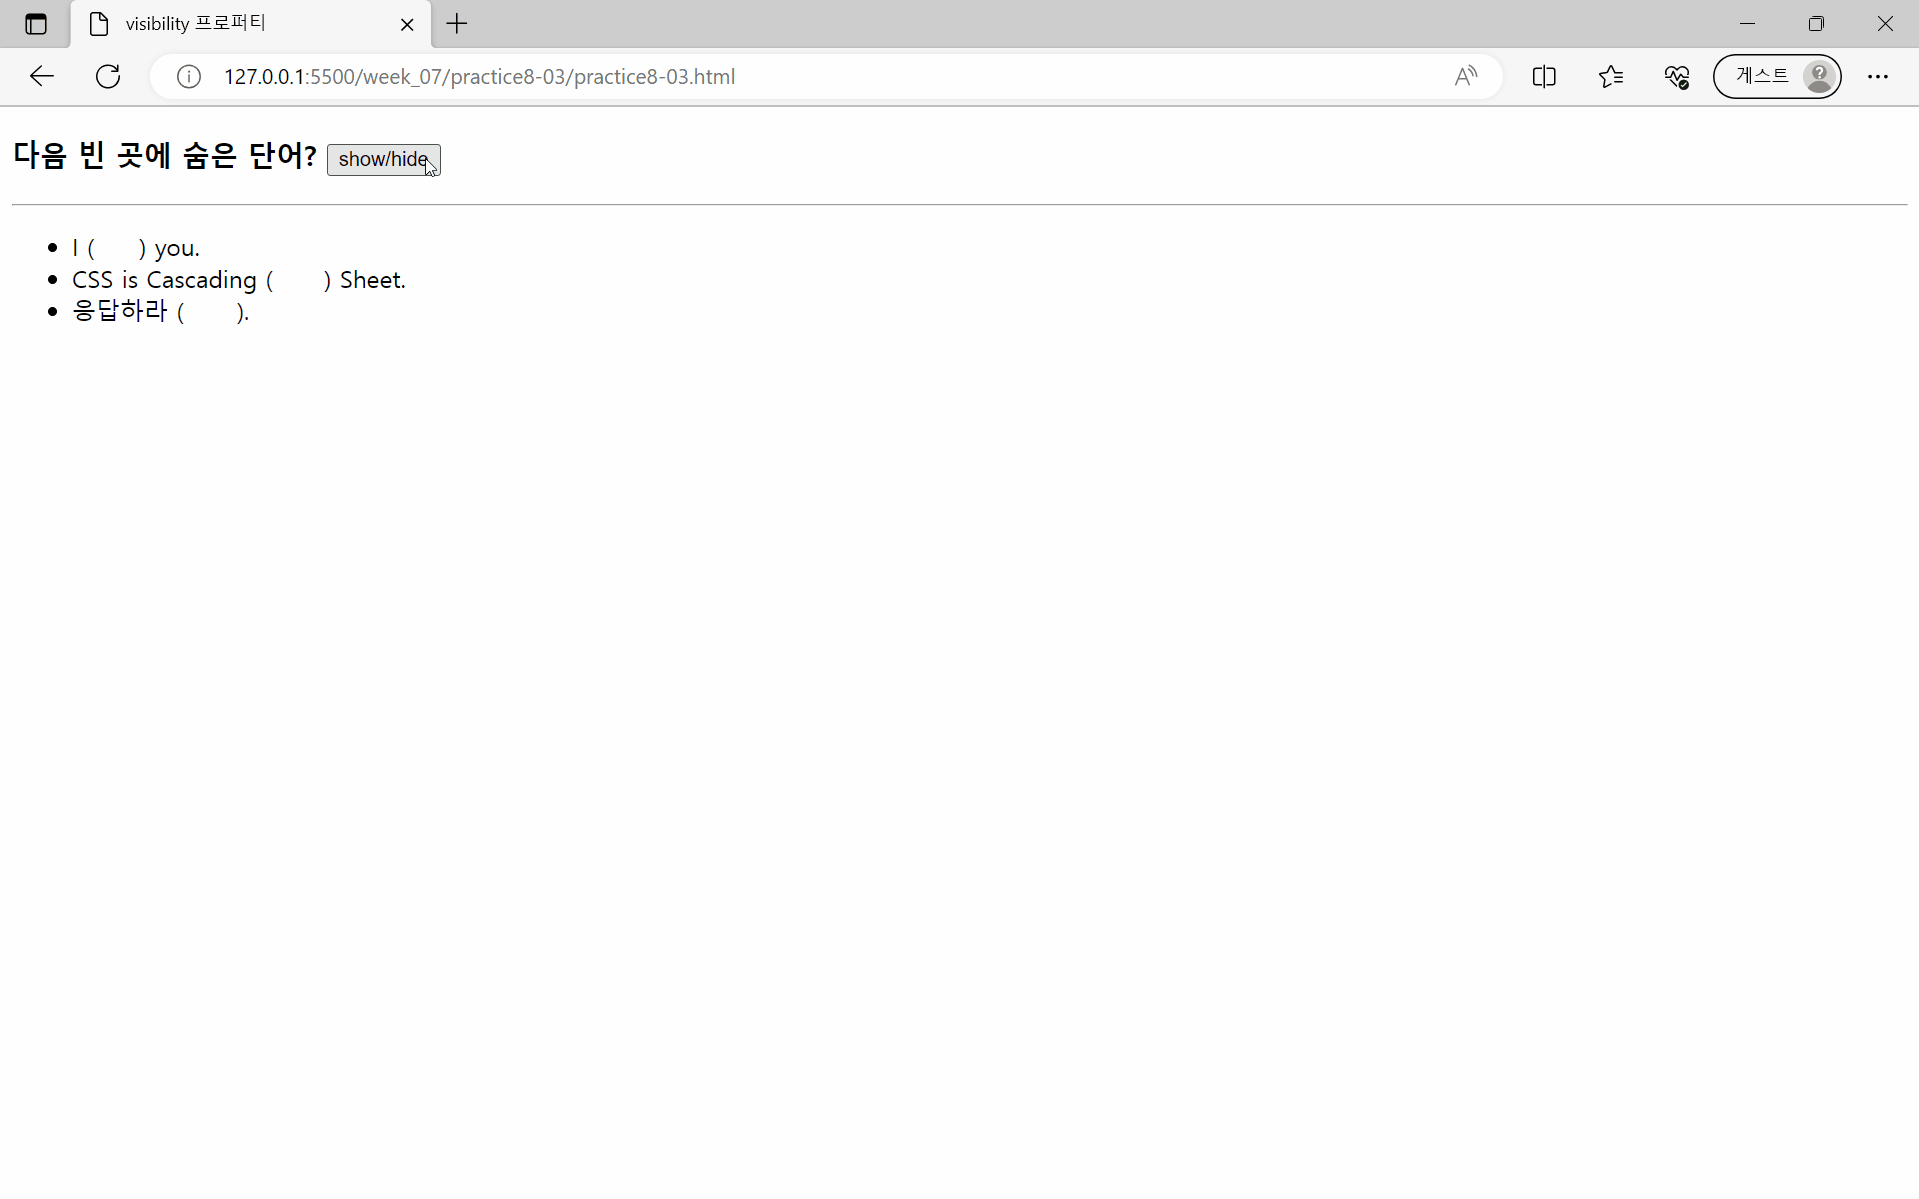 visibility 프로퍼티
127.0.0.1:5500/week_07/practice8-03/practice8-03.html
게스트
다음 빈 곳에 숨은 단어? show/hide
I (      ) you.
CSS is Cascading (      ) Sheet.
응답하라 (      ).